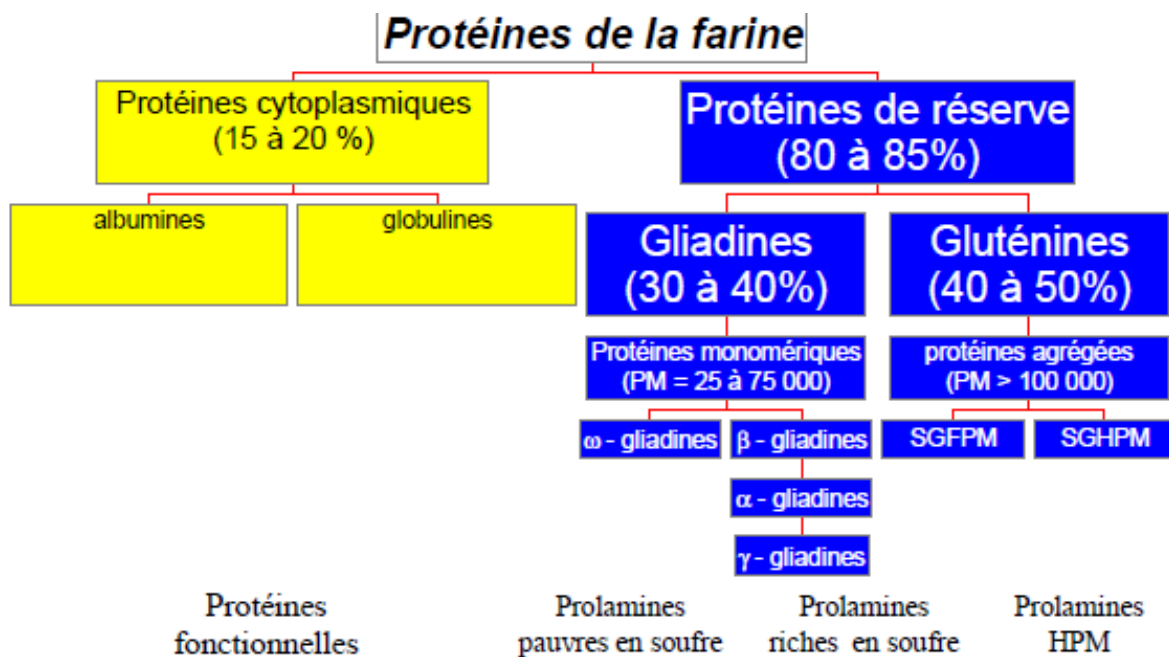 Protéines de la farine
Protéines cytoplasmiques
(15 à 20 %)
Protéines de réserve
(80 à 85%)
albumines
globulines
Gliadines
(30 à 40%)
Gluténines
(40 à 50%)
Protéines monomériques
(PM = 25 à 75 000)
protéines agrégées
(PM > 100 000)
ω - gliadines
β - gliadines
SGFPM
SGHPM
α - gliadines
γ - gliadines
Protéines
fonctionnelles
Prolamines
pauvres en soufre
Prolamines
riches en soufre
Prolamines
HPM